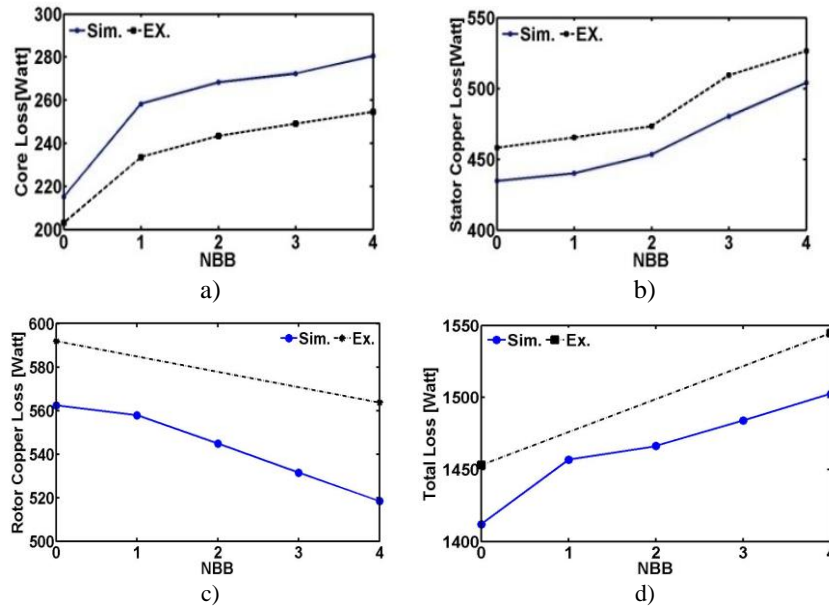 300
280
260
240
220
200
Core Loss[Watt]
Sim. EX.
0 1 2 3 4
NBB
a)
550
500
450
400
Stator Copper Loss[Watt]
Sim. EX.
0 1 2 3 4
NBB
b)
600
580
560
540
520
500
Rotor Copper Loss [Watt]
Sim. Ex.
0 1 2 3 4
NBB
c)
1550
1500
1450
1400
Total Loss [Watt]
Sim. Ex.
0 1 2 3 4
NBB
d)